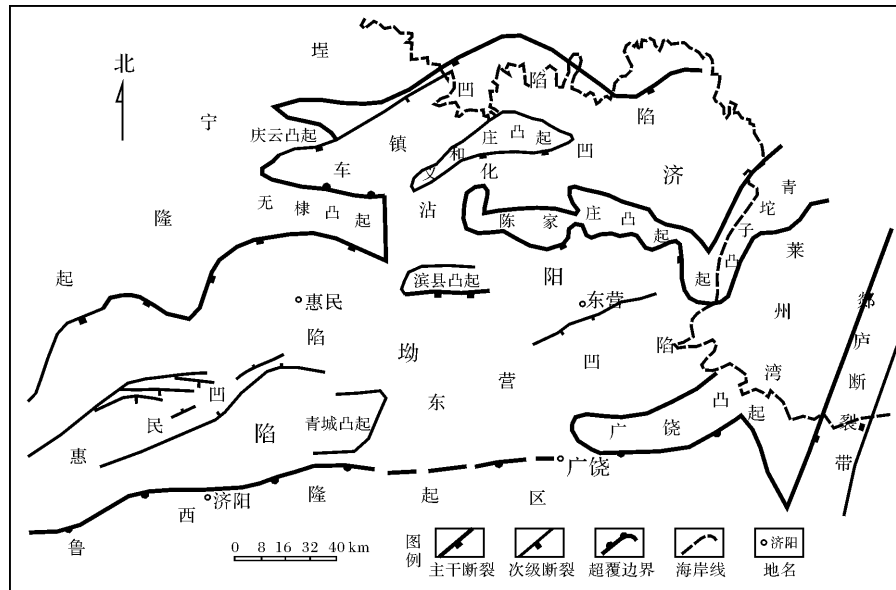 北
埕
宁
隆
起
庆云凸起
无棣凸起
车
镇
凹
陷
义和庄凸起
沾
化
凹
陷
陈家庄凸起
济
阳
坳
陷
青坨子凸起
莱
州
湾
郯庐断裂带
滨县凸起
惠民
东营
惠
民
凹
陷
东
营
凹
陷
青城凸起
广饶凸起
广饶
济阳
鲁
西
隆
起
区
0 8 16 32 40 km
图例
主干断裂
次级断裂
超覆边界
海岸线
济阳
地名